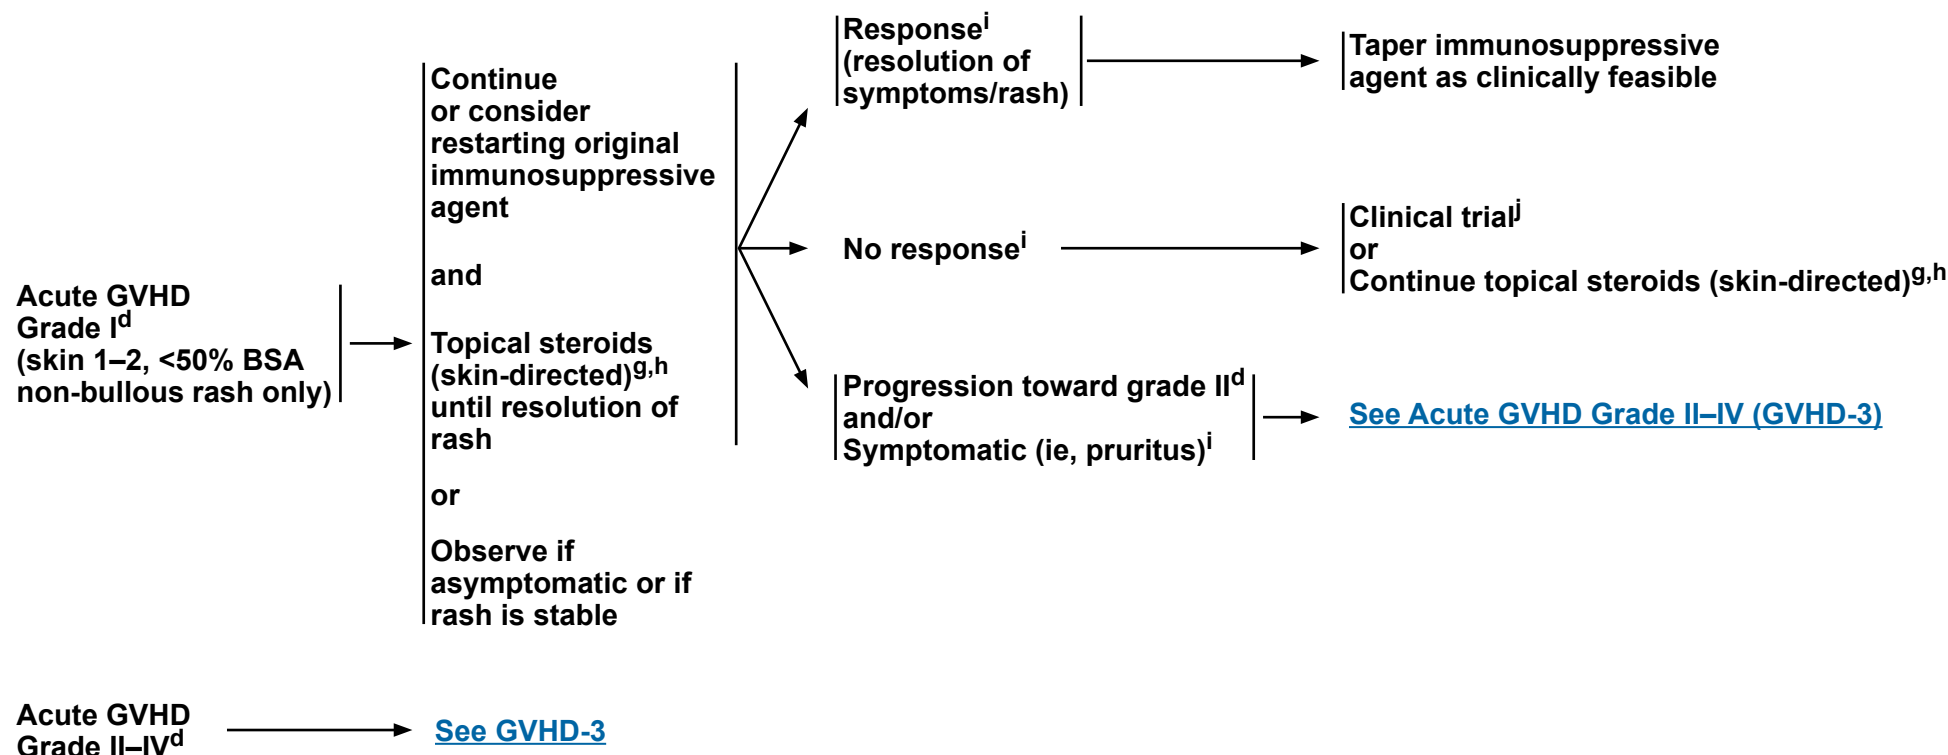 Acute GVHD
Grade I^d
(skin 1–2, <50% BSA
non-bullous rash only)
Continue
or consider
restarting original
immunosuppressive
agent
and
Topical steroids
(skin-directed)^g,h
until resolution of
rash
or
Observe if
asymptomatic or if
rash is stable
Response^i
(resolution of
symptoms/rash)
Taper immunosuppressive
agent as clinically feasible
No response^i
Clinical trial^j
or
Continue topical steroids (skin-directed)^g,h
Progression toward grade II^d
and/or
Symptomatic (ie, pruritus)^i
See Acute GVHD Grade II–IV (GVHD-3)
Acute GVHD
Grade II–IV^d
See GVHD-3